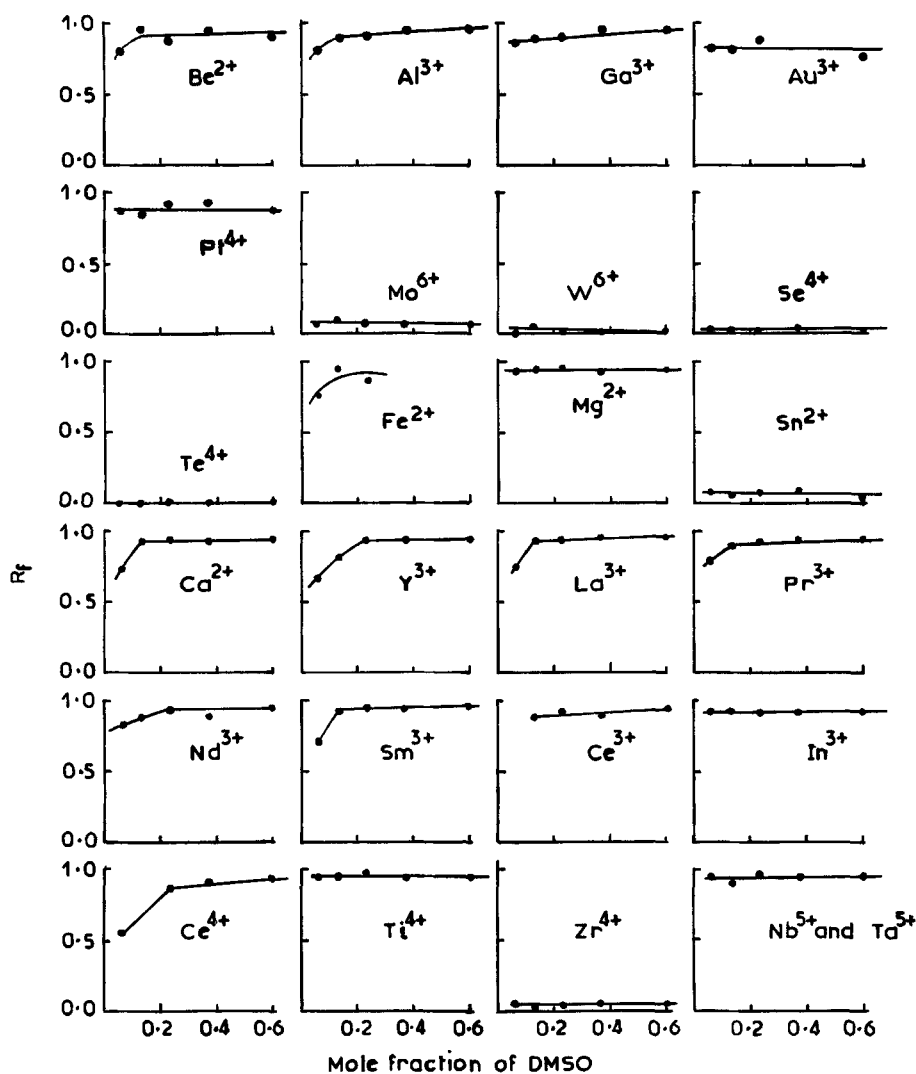 1.0
Be2+ Al3+ Ga3+ Au3+
0.5
0.0
1.0
Pt4+
0.5
Mo6+ W6+ Se4+
0.0
1.0
Fe2+ Mg2+
0.5
Te4+ Sn2+
0.0
Rf
1.0
0.5
Ca2+ Y3+ La3+ Pr3+
0.0
1.0
Nd3+ Sm3+ Ce3+ In3+
0.5
0.0
1.0
0.5
Ce4+ Ti4+ Zr4+ Nb5+ and Ta5+
0.0
0.2 0.4 0.6 0.2 0.4 0.6 0.2 0.4 0.6 0.2 0.4 0.6
Mole fraction of DMSO